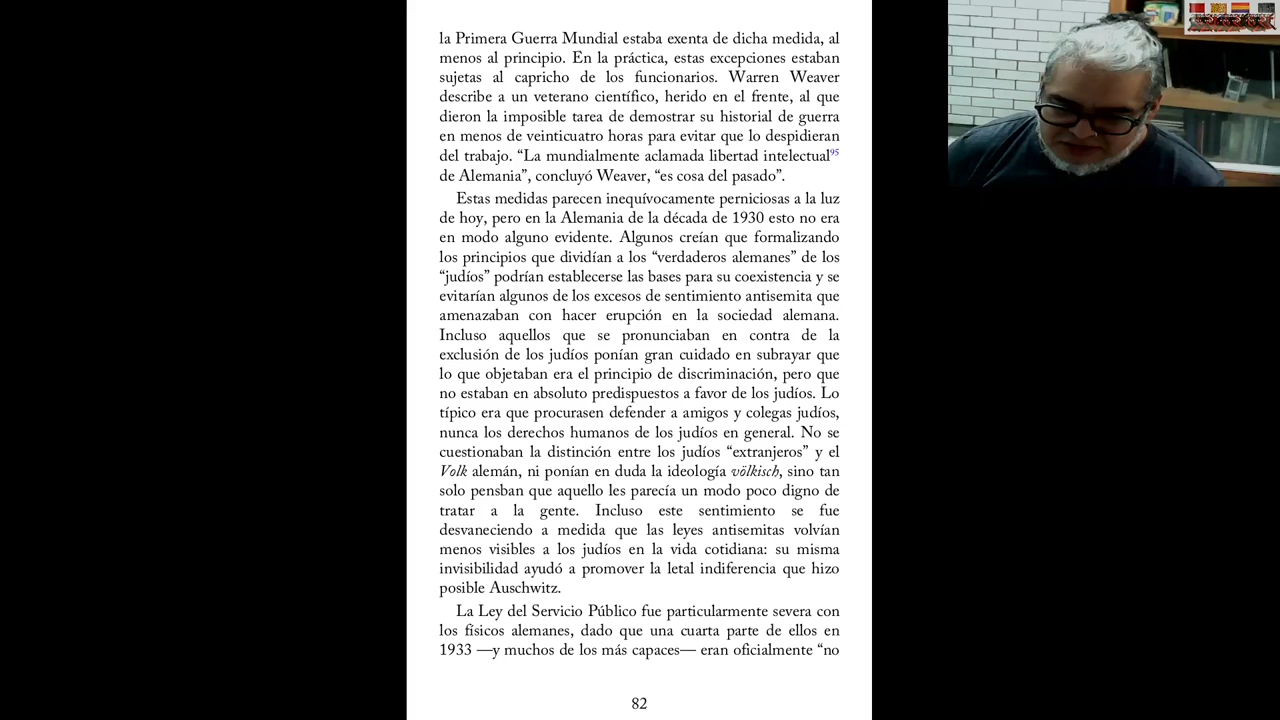 la Primera Guerra Mundial estaba exenta de dicha medida, al
menos al principio. En la práctica, estas excepciones estaban
sujetas al capricho de los funcionarios. Warren Weaver
describe a un veterano científico, herido en el frente, al que
dieron la imposible tarea de demostrar su historial de guerra
en menos de veinticuatro horas para evitar que lo despidieran
del trabajo. “La mundialmente aclamada libertad intelectual95
de Alemania”, concluyó Weaver, “es cosa del pasado”.
Estas medidas parecen inequívocamente perniciosas a la luz
de hoy, pero en la Alemania de la década de 1930 esto no era
en modo alguno evidente. Algunos creían que formalizando
los principios que dividían a los “verdaderos alemanes” de los
“judíos” podrían establecerse las bases para su coexistencia y se
evitarían algunos de los excesos de sentimiento antisemita que
amenazaban con hacer erupción en la sociedad alemana.
Incluso aquellos que se pronunciaban en contra de la
exclusión de los judíos ponían gran cuidado en subrayar que
lo que objetaban era el principio de discriminación, pero que
no estaban en absoluto predispuestos a favor de los judíos. Lo
típico era que procurasen defender a amigos y colegas judíos,
nunca los derechos humanos de los judíos en general. No se
cuestionaban la distinción entre los judíos “extranjeros” y el
Volk alemán, ni ponían en duda la ideología völkisch, sino tan
solo pensban que aquello les parecía un modo poco digno de
tratar a la gente. Incluso este sentimiento se fue
desvaneciendo a medida que las leyes antisemitas volvían
menos visibles a los judíos en la vida cotidiana: su misma
invisibilidad ayudó a promover la letal indiferencia que hizo
posible Auschwitz.
La Ley del Servicio Público fue particularmente severa con
los físicos alemanes, dado que una cuarta parte de ellos en
1933 —y muchos de los más capaces— eran oficialmente “no
82